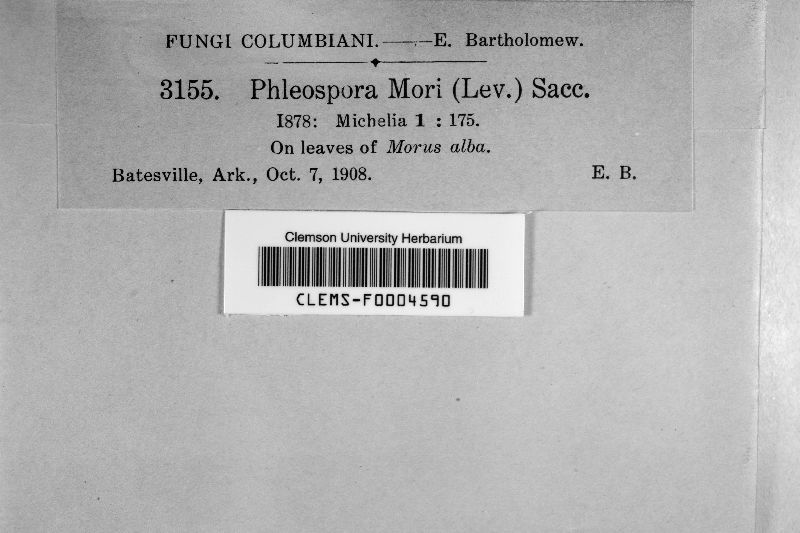 FUNGI COLUMBIANI.——E. Bartholomew.
3155. Phleospora Mori (Lev.) Sacc.
1878: Michelia 1 : 175.
On leaves of Morus alba.
Batesville, Ark., Oct. 7, 1908. E. B.
Clemson University Herbarium
CLEMS-F0004590